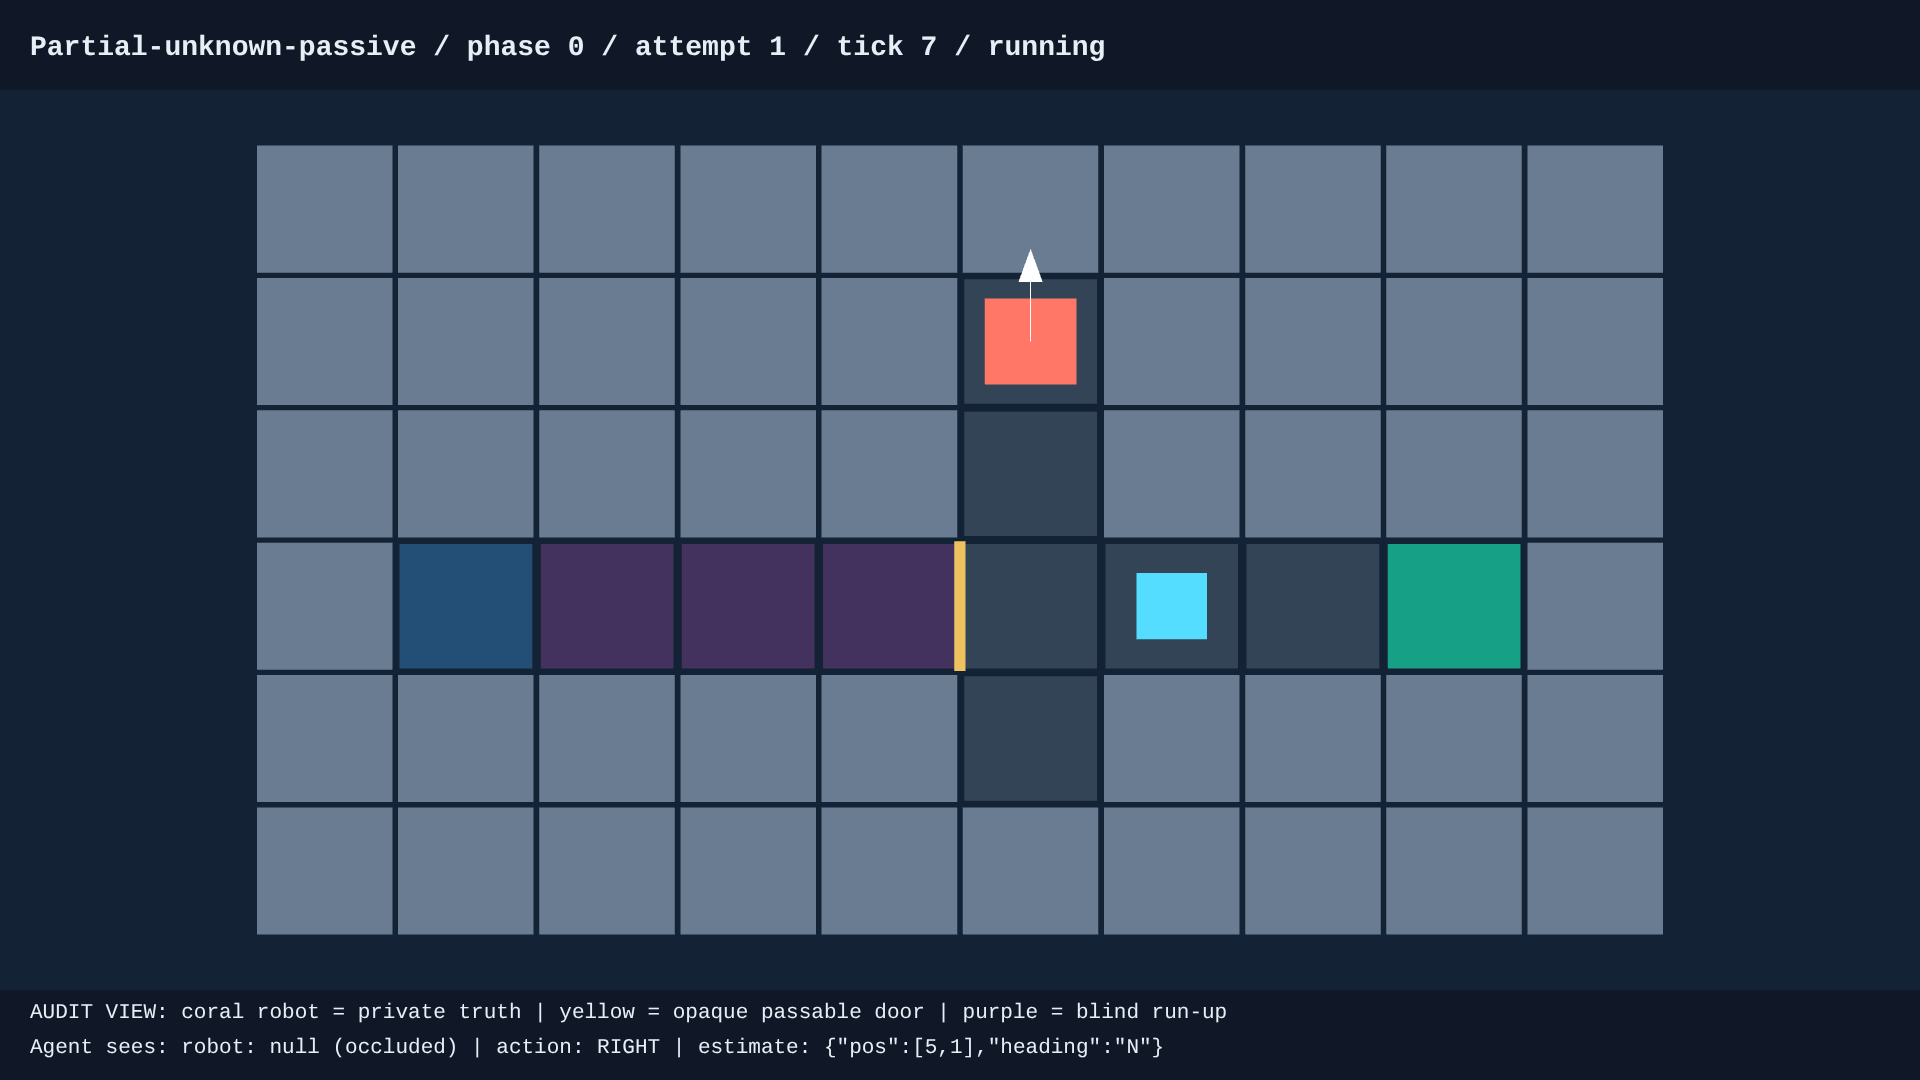 Partial-unknown-passive / phase 0 / attempt 1 / tick 7 / running
AUDIT VIEW: coral robot = private truth | yellow = opaque passable door | purple = blind run-up
Agent sees: robot: null (occluded) | action: RIGHT | estimate: {"pos":[5,1],"heading":"N"}